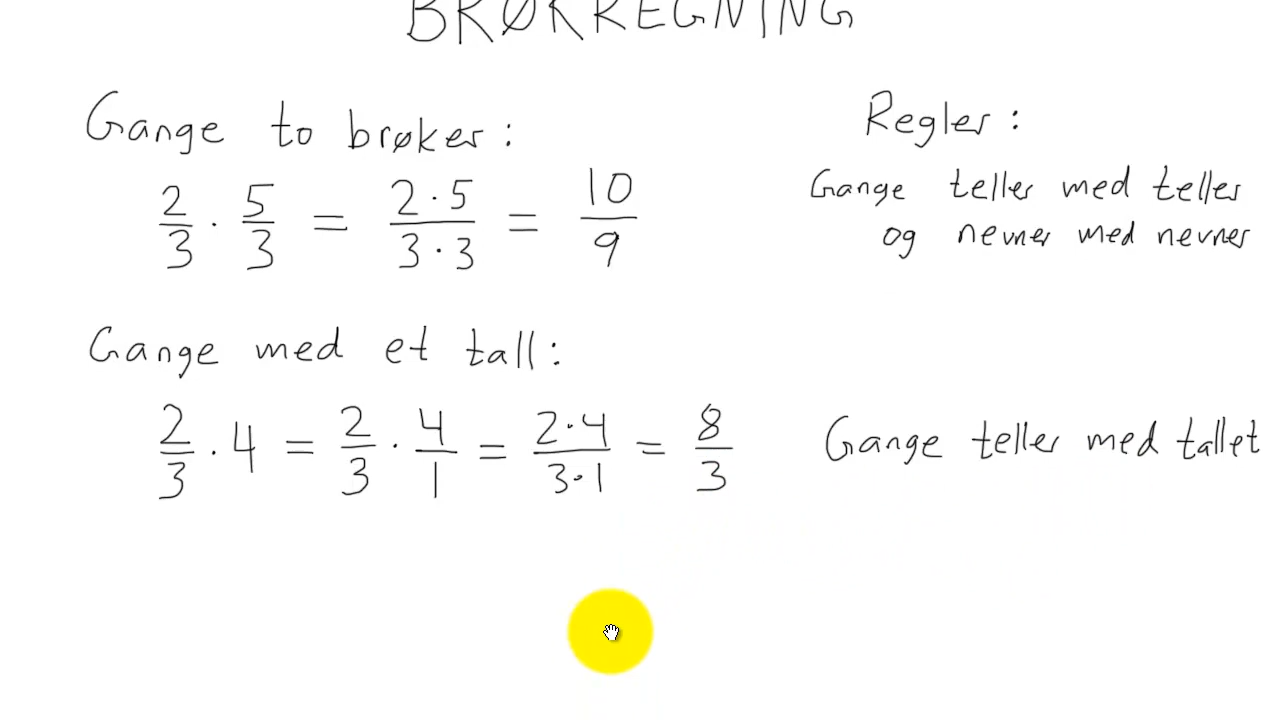 BRØKREGNING
Gange to brøker:
2/3 · 5/3 = 2·5/3·3 = 10/9
Regler:
Gange teller med teller
og nevner med nevner
Gange med et tall:
2/3 · 4 = 2/3 · 4/1 = 2·4/3·1 = 8/3
Gange teller med tallet